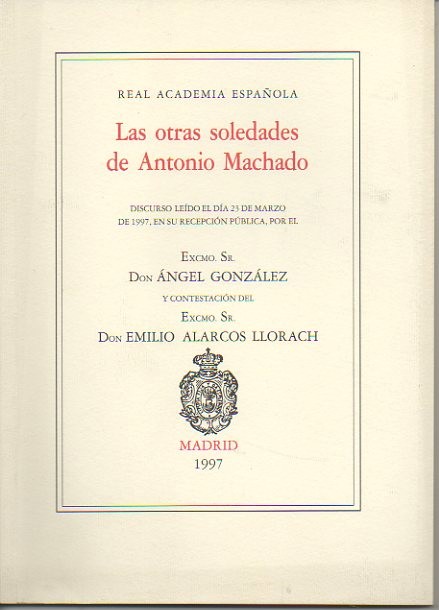 REAL ACADEMIA ESPAÑOLA
Las otras soledades
de Antonio Machado
DISCURSO LEÍDO EL DÍA 23 DE MARZO
DE 1997, EN SU RECEPCIÓN PÚBLICA, POR EL
EXCMO. SR.
DON ÁNGEL GONZÁLEZ
Y CONTESTACIÓN DEL
EXCMO. SR.
DON EMILIO ALARCOS LLORACH
MADRID
1997